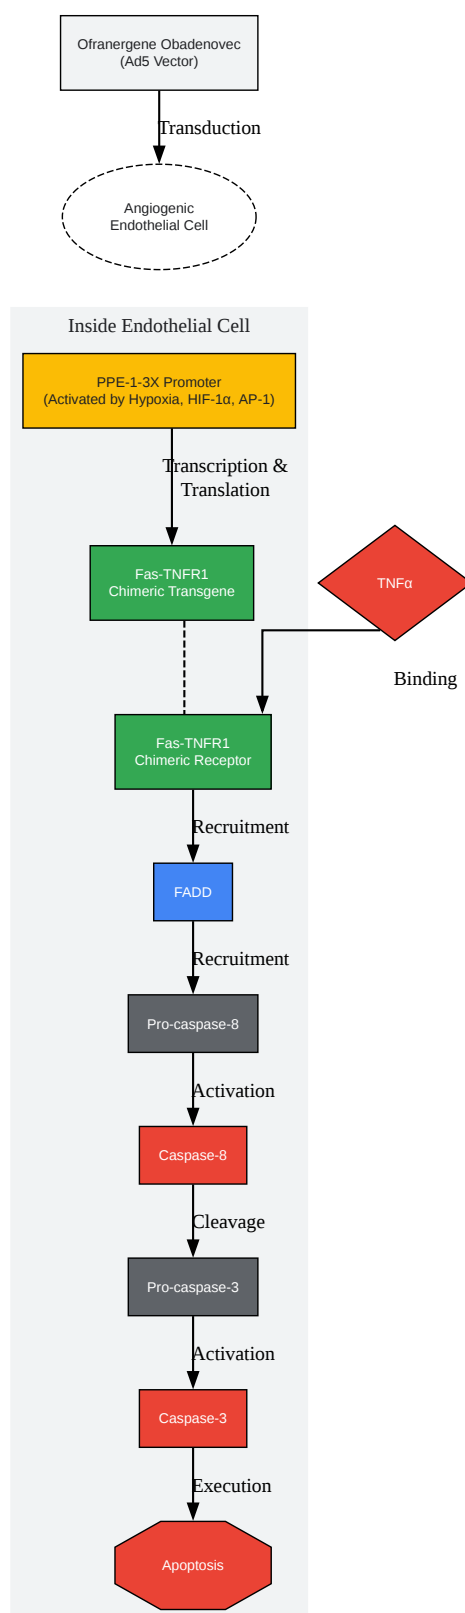 Ofranergene Obadenovec
(Ad5 Vector)
Transduction
Angiogenic
Endothelial Cell
Inside Endothelial Cell
PPE-1-3X Promoter
(Activated by Hypoxia, HIF-1α, AP-1)
Transcription &
Translation
Fas-TNFR1
Chimeric Transgene
TNFα
Binding
Fas-TNFR1
Chimeric Receptor
Recruitment
FADD
Recruitment
Pro-caspase-8
Activation
Caspase-8
Cleavage
Pro-caspase-3
Activation
Caspase-3
Execution
Apoptosis